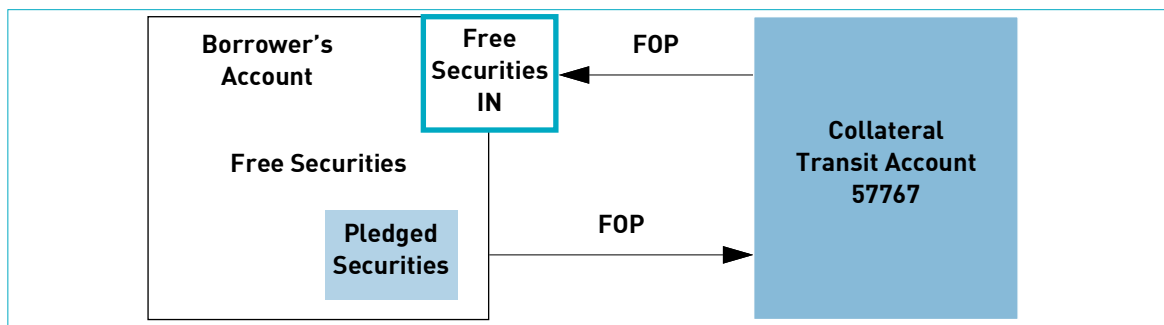 Borrower's
Account
Free
Securities
IN
FOP
Free Securities
Collateral
Transit Account
57767
Pledged
Securities
FOP